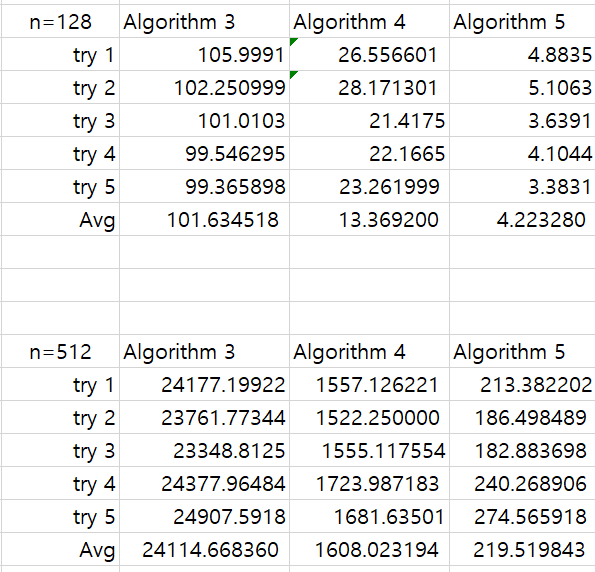 n=128 Algorithm 3 Algorithm 4 Algorithm 5
try 1 105.9991 26.556601 4.8835
try 2 102.250999 28.171301 5.1063
try 3 101.0103 21.4175 3.6391
try 4 99.546295 22.1665 4.1044
try 5 99.365898 23.261999 3.3831
Avg 101.634518 13.369200 4.223280
n=512 Algorithm 3 Algorithm 4 Algorithm 5
try 1 24177.19922 1557.126221 213.382202
try 2 23761.77344 1522.250000 186.498489
try 3 23348.8125 1555.117554 182.883698
try 4 24377.96484 1723.987183 240.268906
try 5 24907.5918 1681.63501 274.565918
Avg 24114.668360 1608.023194 219.519843